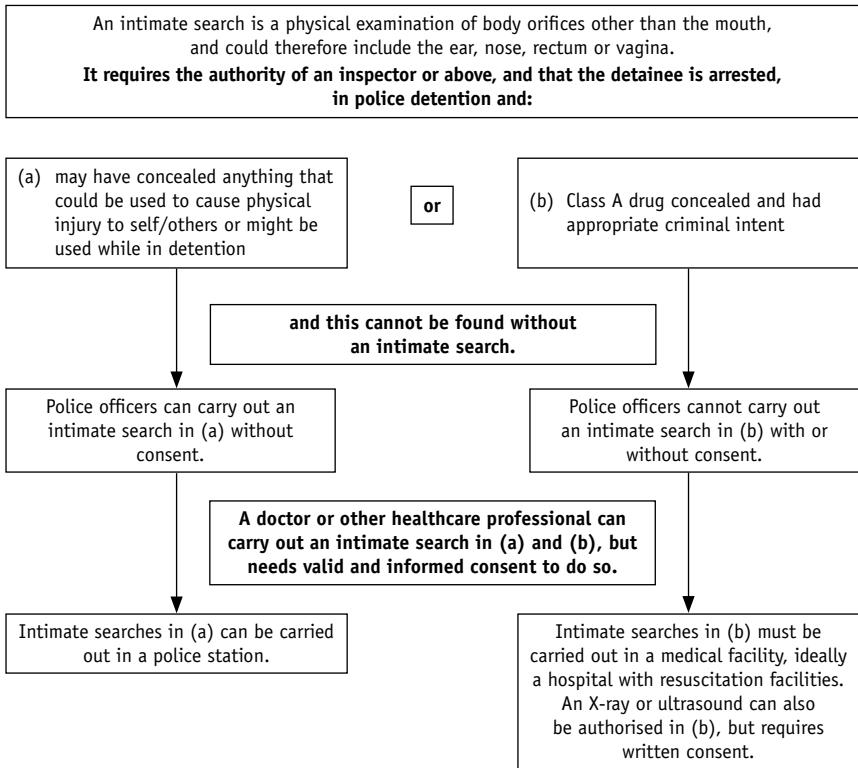 An intimate search is a physical examination of body orifices other than the mouth,
and could therefore include the ear, nose, rectum or vagina.
It requires the authority of an inspector or above, and that the detainee is arrested,
in police detention and:
(a) may have concealed anything that
could be used to cause physical
injury to self/others or might be
used while in detention
or
(b) Class A drug concealed and had
appropriate criminal intent
and this cannot be found without
an intimate search.
Police officers can carry out an
intimate search in (a) without
consent.
Police officers cannot carry out
an intimate search in (b) with or
without consent.
A doctor or other healthcare professional can
carry out an intimate search in (a) and (b), but
needs valid and informed consent to do so.
Intimate searches in (a) can be carried
out in a police station.
Intimate searches in (b) must be
carried out in a medical facility, ideally
a hospital with resuscitation facilities.
An X-ray or ultrasound can also
be authorised in (b), but requires
written consent.